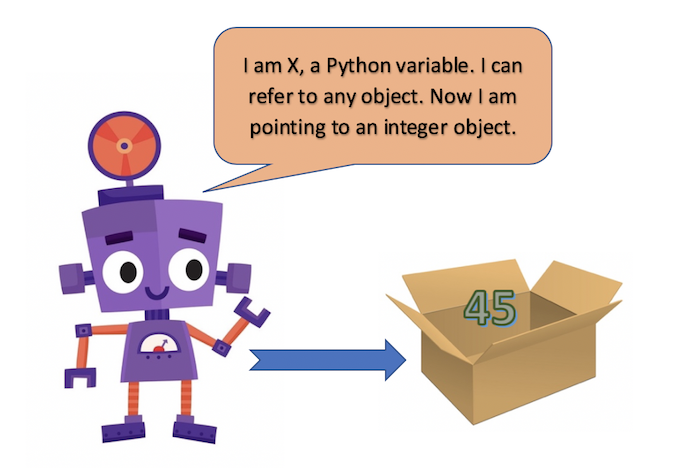 I am X, a Python variable. I can
refer to any object. Now I am
pointing to an integer object.
45